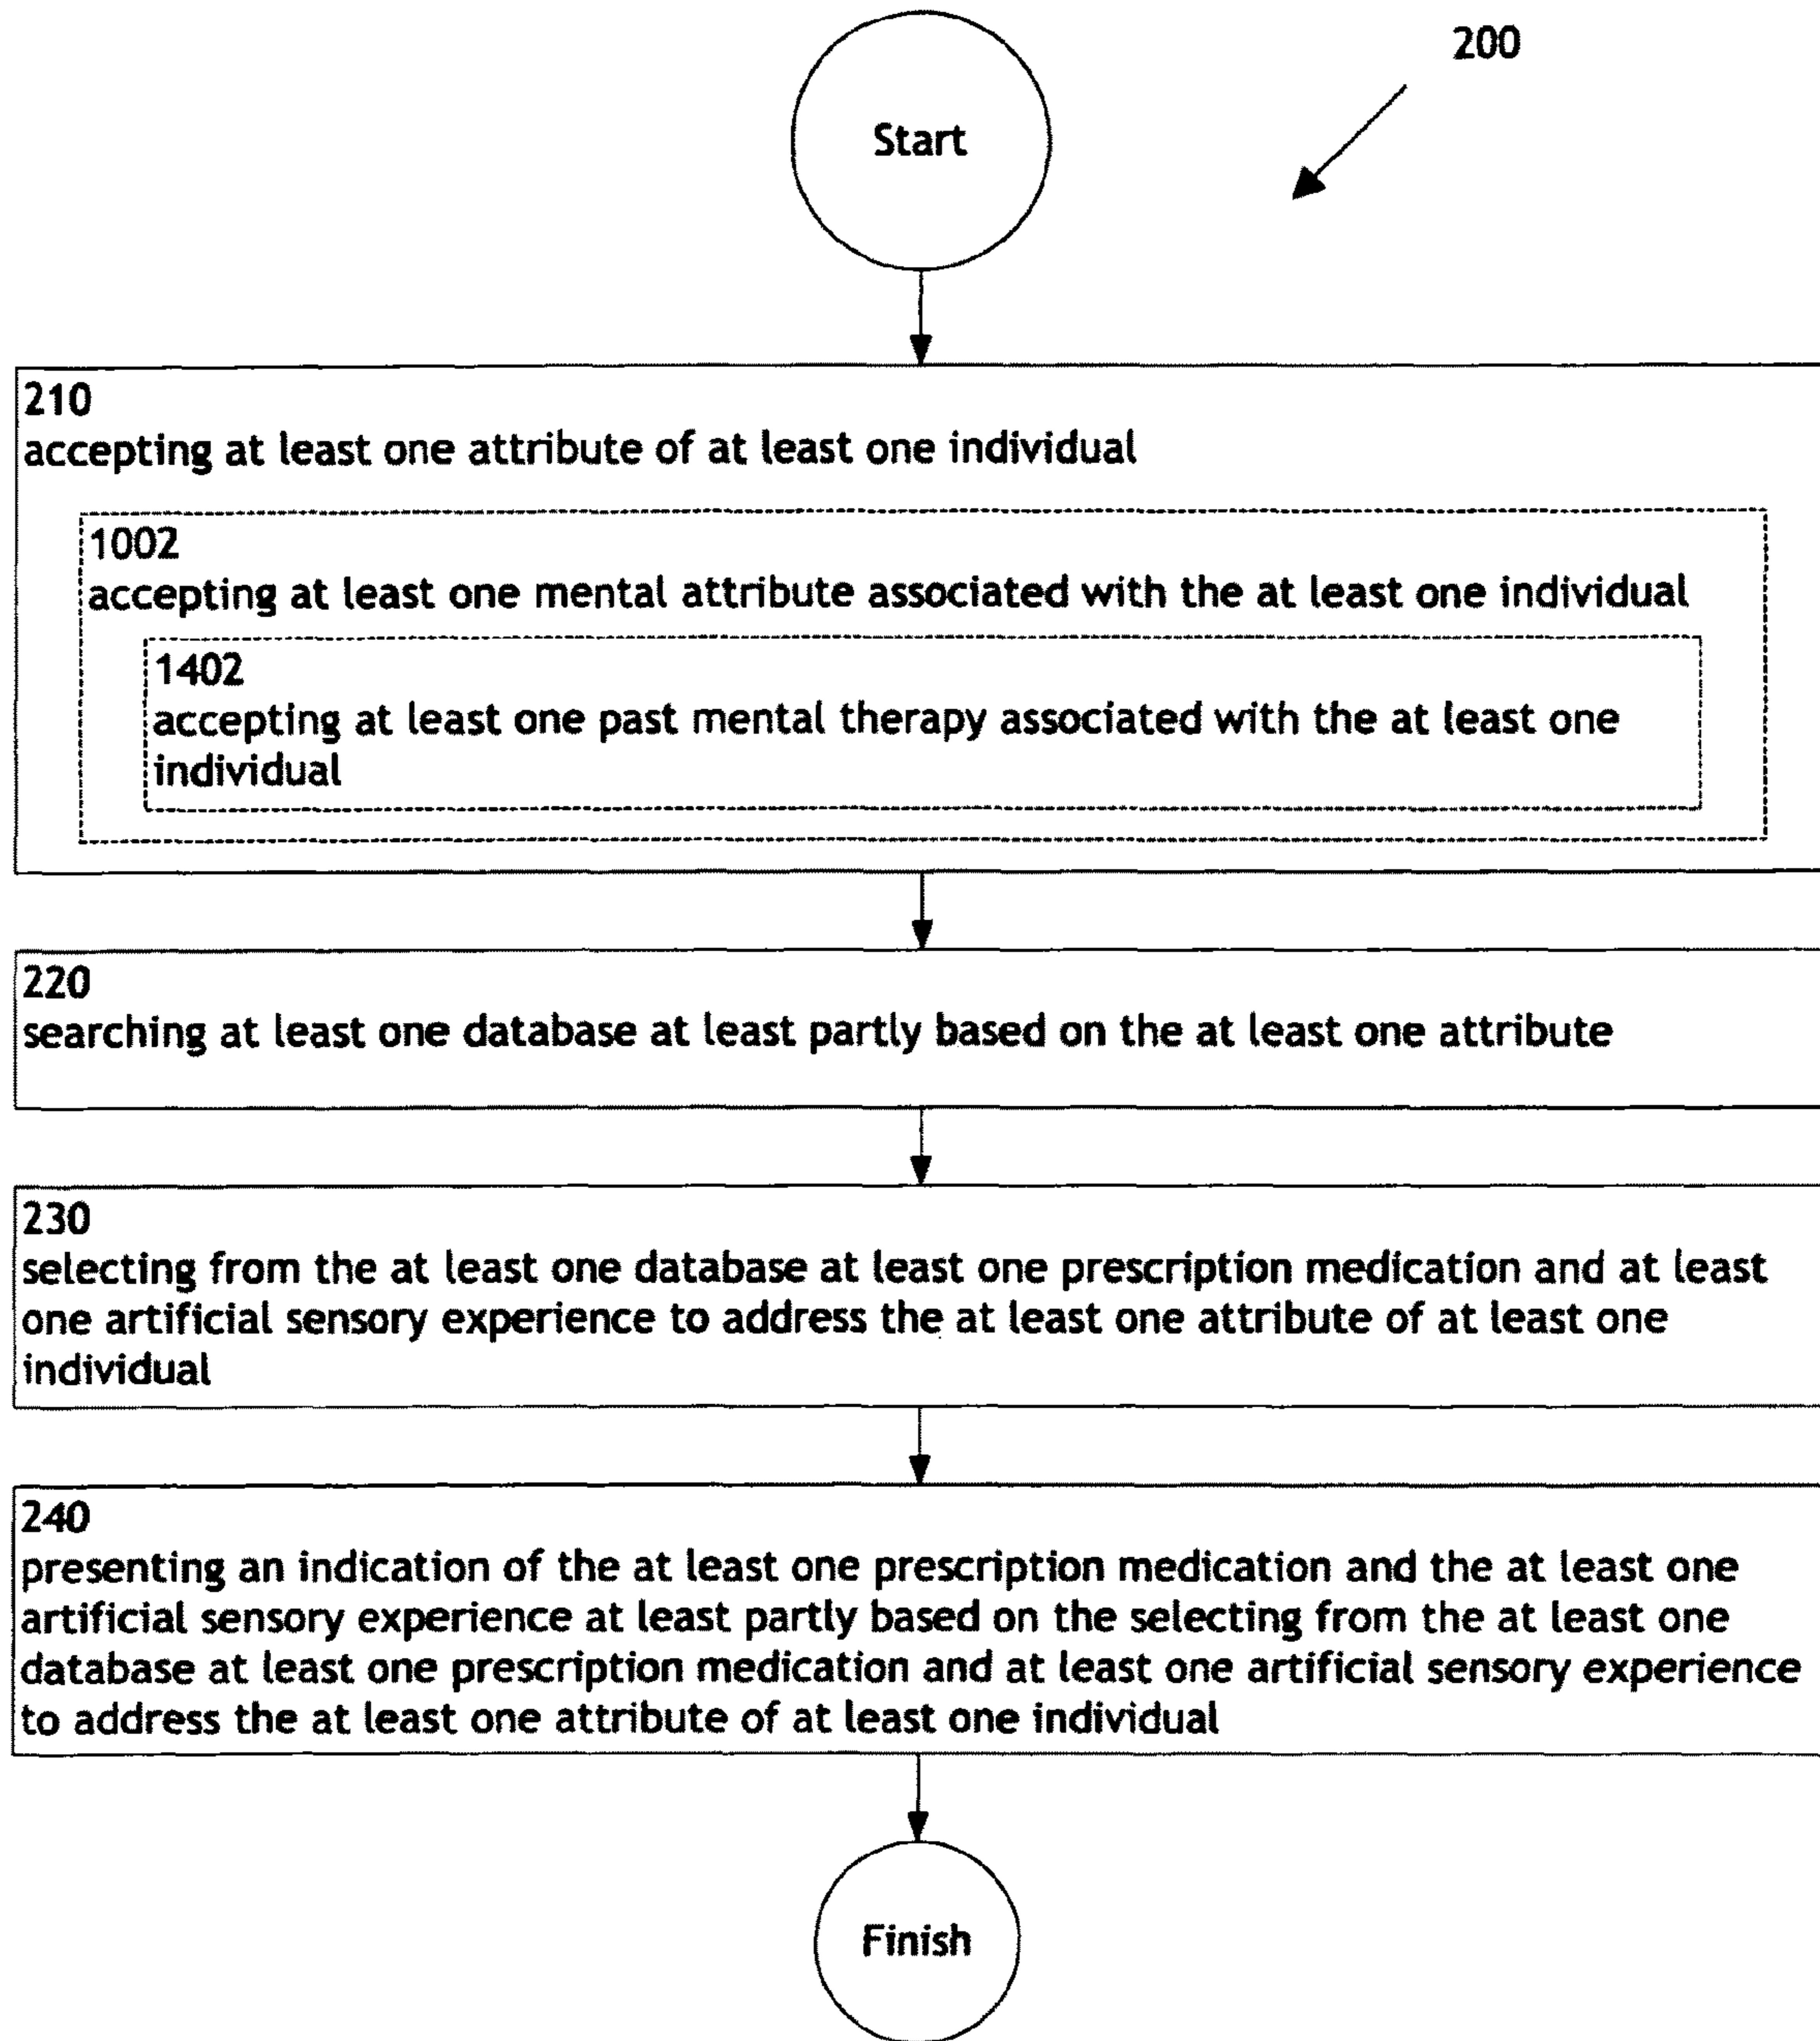 200
Start
210
accepting at least one attribute of at least one individual
1002
accepting at least one mental attribute associated with the at least one individual
1402
accepting at least one past mental therapy associated with the at least one
individual
220
searching at least one database at least partly based on the at least one attribute
230
selecting from the at least one database at least one prescription medication and at least
one artificial sensory experience to address the at least one attribute of at least one
individual
240
presenting an indication of the at least one prescription medication and the at least one
artificial sensory experience at least partly based on the selecting from the at least one
database at least one prescription medication and at least one artificial sensory experience
to address the at least one attribute of at least one individual
Finish